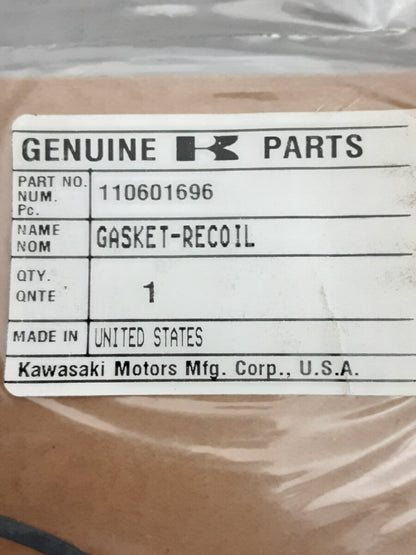 GENUINE K PARTS
PART NO.
NUM.
Pc.
110601696
NAME
NOM
GASKET-RECOIL
QTY.
QNTE
1
MADE IN
UNITED STATES
Kawasaki Motors Mfg. Corp., U.S.A.